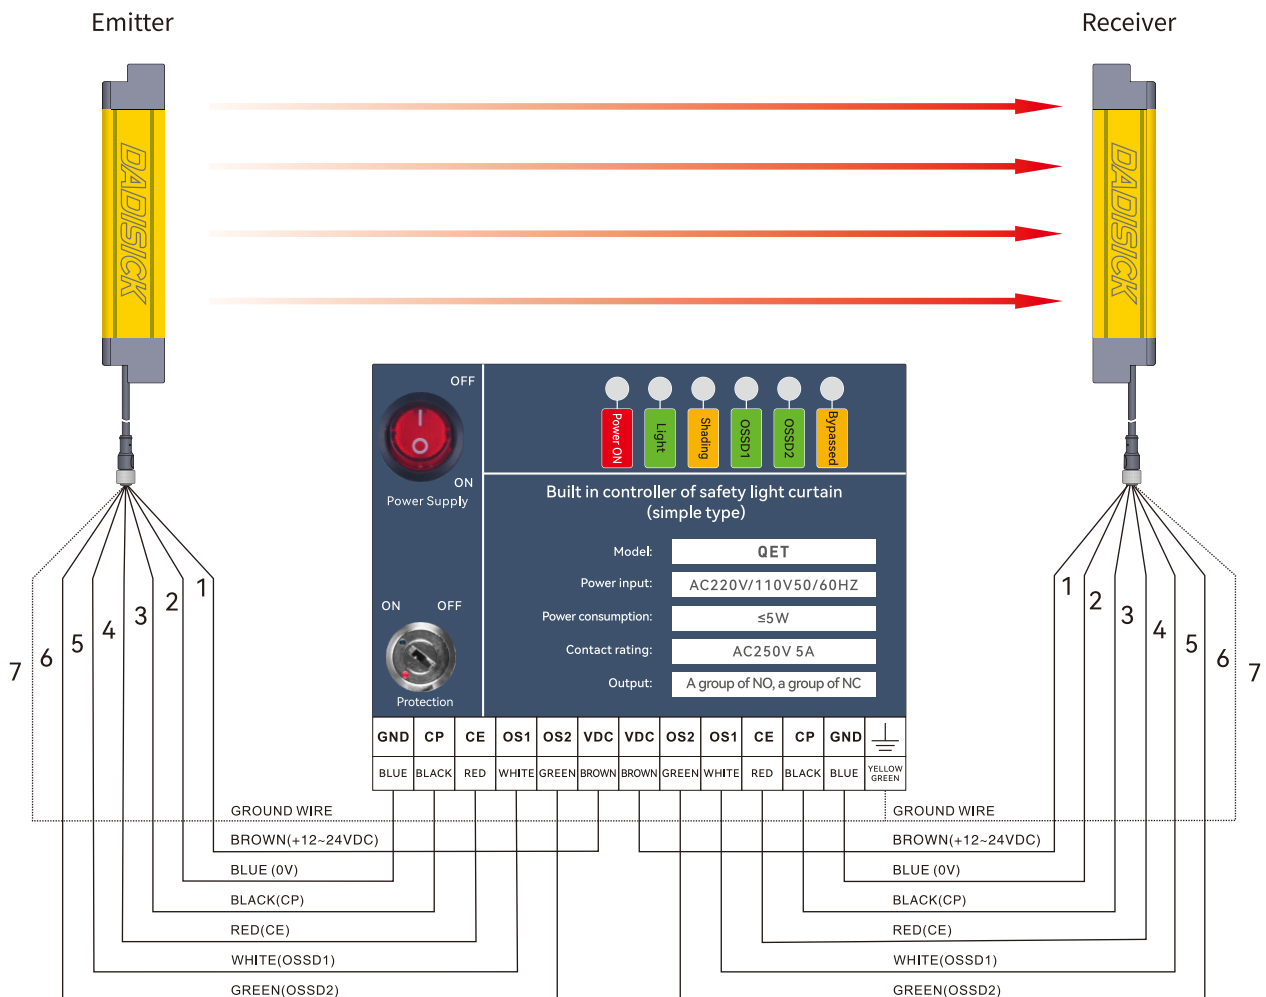 Emitter
Receiver
DADISICK
DADISICK
OFF
ON
Power Supply
Power ON
Light
Shading
OSSD1
OSSD2
Bypassed
Built in controller of safety light curtain
(simple type)
Model: QET
Power input: AC220V/110V50/60HZ
Power consumption: ≤5W
Contact rating: AC250V 5A
Output: A group of NO, a group of NC
ON OFF
Protection
GND CP CE OS1 OS2 VDC VDC OS2 OS1 CE CP GND
BLUE BLACK RED WHITE GREEN BROWN BROWN GREEN WHITE RED BLACK BLUE YELLOW GREEN
7 6 5 4 3 2 1
1 2 3 4 5 6 7
GROUND WIRE GROUND WIRE
BROWN(+12~24VDC) BROWN(+12~24VDC)
BLUE (0V) BLUE (0V)
BLACK(CP) BLACK(CP)
RED(CE) RED(CE)
WHITE(OSSD1) WHITE(OSSD1)
GREEN(OSSD2) GREEN(OSSD2)